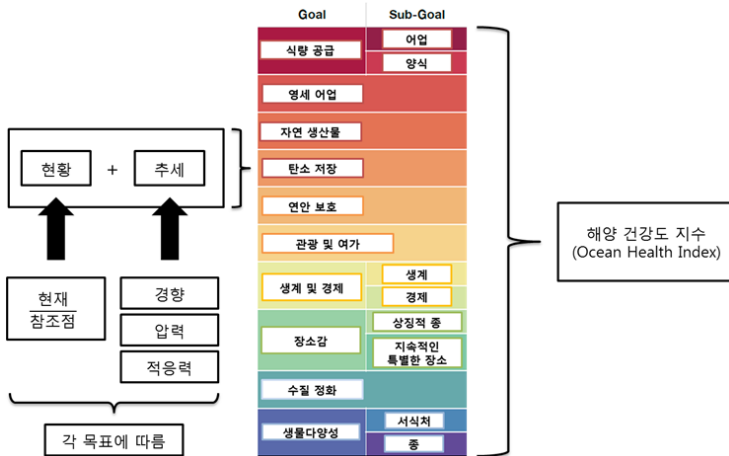 Goal
Sub-Goal
식량 공급
어업
양식
영세 어업
자연 생산물
탄소 저장
연안 보호
관광 및 여가
생계 및 경제
생계
경제
장소감
상징적 종
지속적인
특별한 장소
수질 정화
생물다양성
서식처
종
현황 + 추세
현재
참조점
경향
압력
적응력
각 목표에 따름
해양 건강도 지수
(Ocean Health Index)